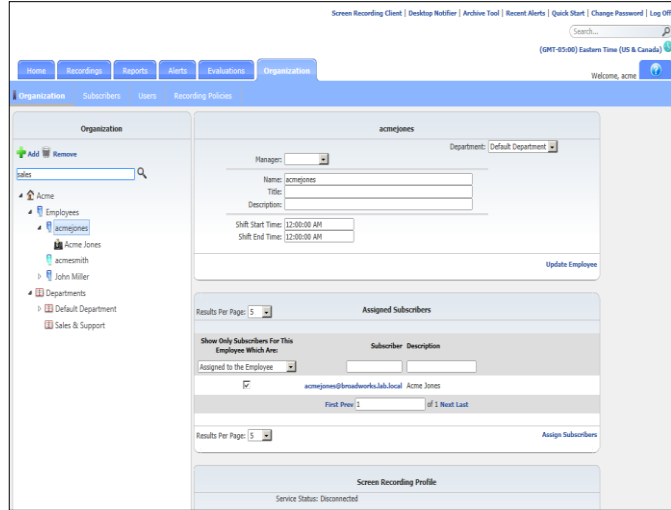 Screen Recording Client | Desktop Notifier | Archive Tool | Recent Alerts | Quick Start | Change Password | Log Off
Search...
(GMT-05:00) Eastern Time (US & Canada)
Home Recordings Reports Alerts Evaluations Organization
Welcome, acme
Organization Subscribers Users Recording Policies
Organization
Add Remove
sales
Acme
Employees
acmejones
Acme Jones
acmesmith
John Miller
Departments
Default Department
Sales & Support
acmejones
Department: Default Department
Manager:
Name: acmejones
Title:
Description:
Shift Start Time: 12:00:00 AM
Shift End Time: 12:00:00 AM
Update Employee
Results Per Page: 5 Assigned Subscribers
Show Only Subscribers For This
Employee Which Are: Subscriber Description
Assigned to the Employee
acmejones@broadworks.lab.local Acme Jones
First Prev 1 of 1 Next Last
Results Per Page: 5 Assign Subscribers
Screen Recording Profile
Service Status: Disconnected